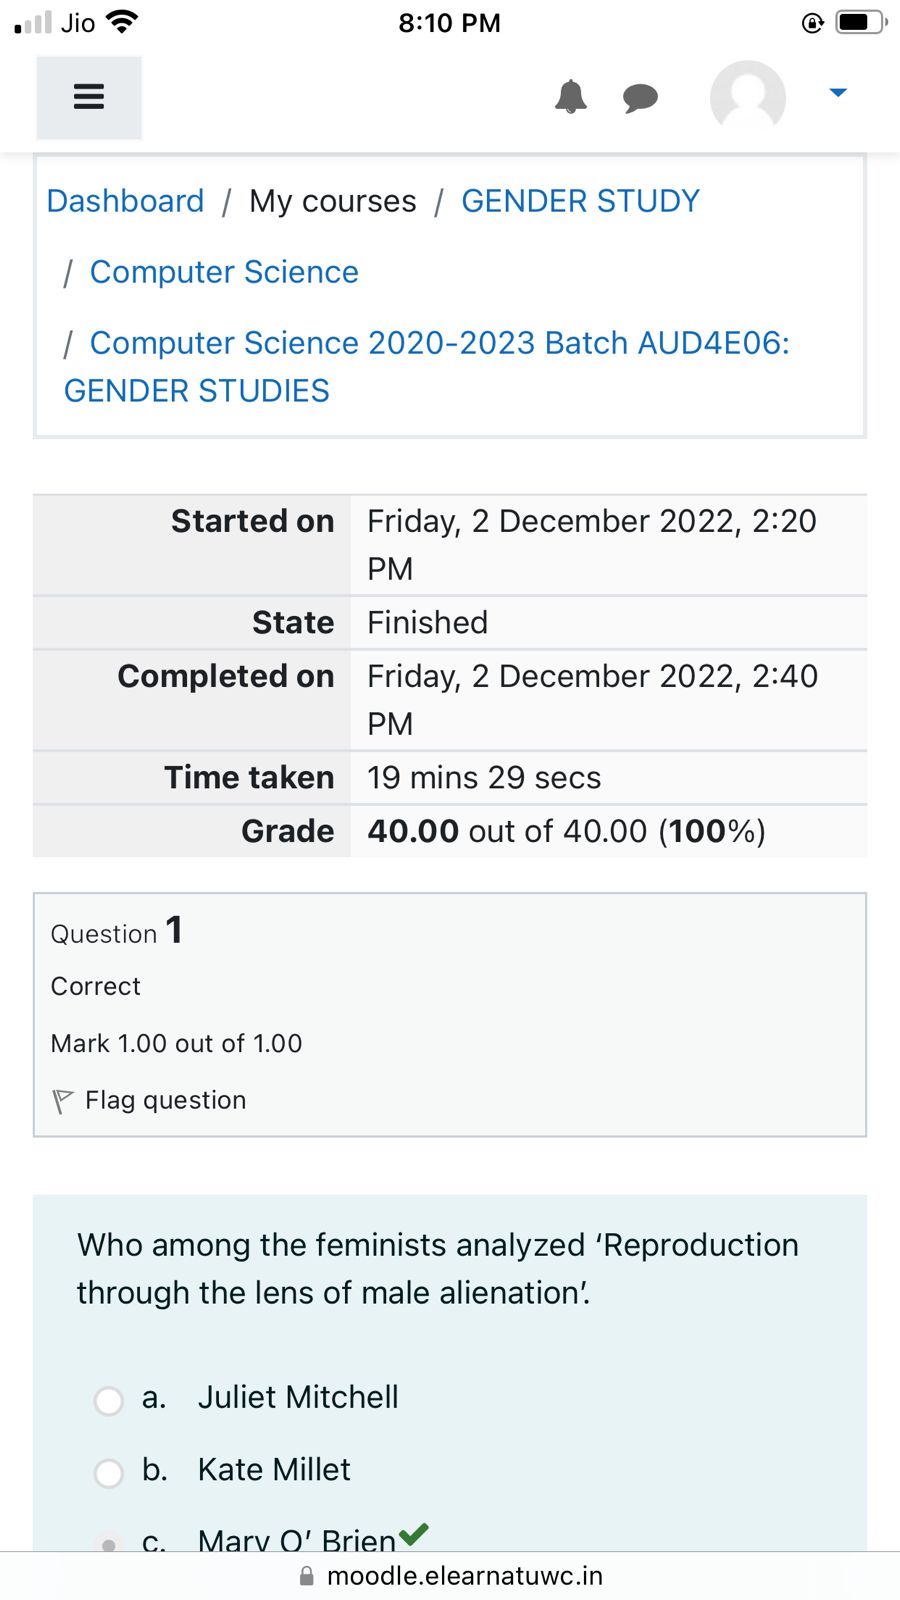 Jio 8:10 PM
Dashboard / My courses / GENDER STUDY
/ Computer Science
/ Computer Science 2020-2023 Batch AUD4E06:
GENDER STUDIES
Started on Friday, 2 December 2022, 2:20
PM
State Finished
Completed on Friday, 2 December 2022, 2:40
PM
Time taken 19 mins 29 secs
Grade 40.00 out of 40.00 (100%)
Question 1
Correct
Mark 1.00 out of 1.00
Flag question
Who among the feminists analyzed ‘Reproduction
through the lens of male alienation’.
a. Juliet Mitchell
b. Kate Millet
c. Mary O’ Brien
moodle.elearnatuwc.in